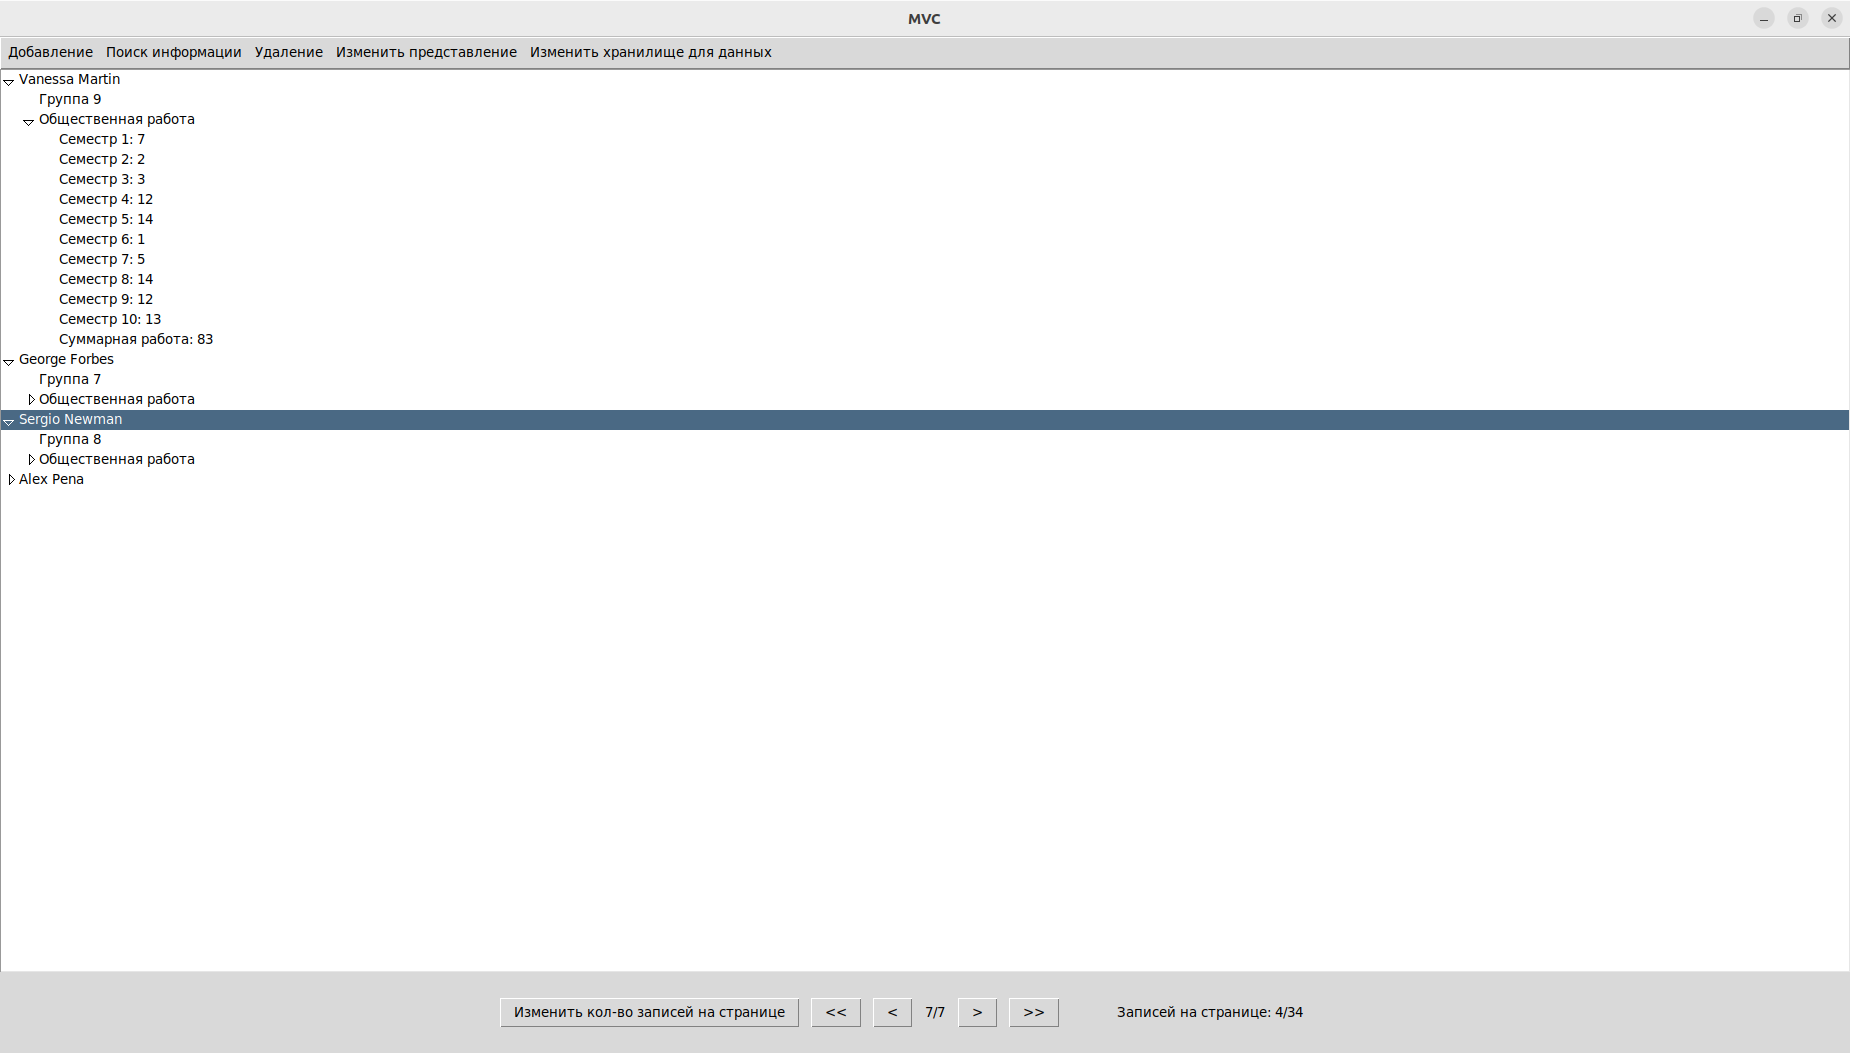 MVC
Добавление Поиск информации Удаление Изменить представление Изменить хранилище для данных
Vanessa Martin
Группа 9
Общественная работа
Семестр 1: 7
Семестр 2: 2
Семестр 3: 3
Семестр 4: 12
Семестр 5: 14
Семестр 6: 1
Семестр 7: 5
Семестр 8: 14
Семестр 9: 12
Семестр 10: 13
Суммарная работа: 83
George Forbes
Группа 7
Общественная работа
Sergio Newman
Группа 8
Общественная работа
Alex Pena
Изменить кол-во записей на странице << < 7/7 > >> Записей на странице: 4/34